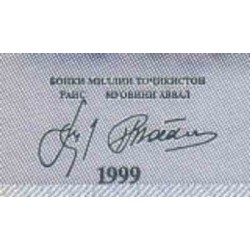 БОНКИ МИЛЛИИ ТОҶИКИСТОН
РАИС МУОВИНИ АВВАЛ
1999